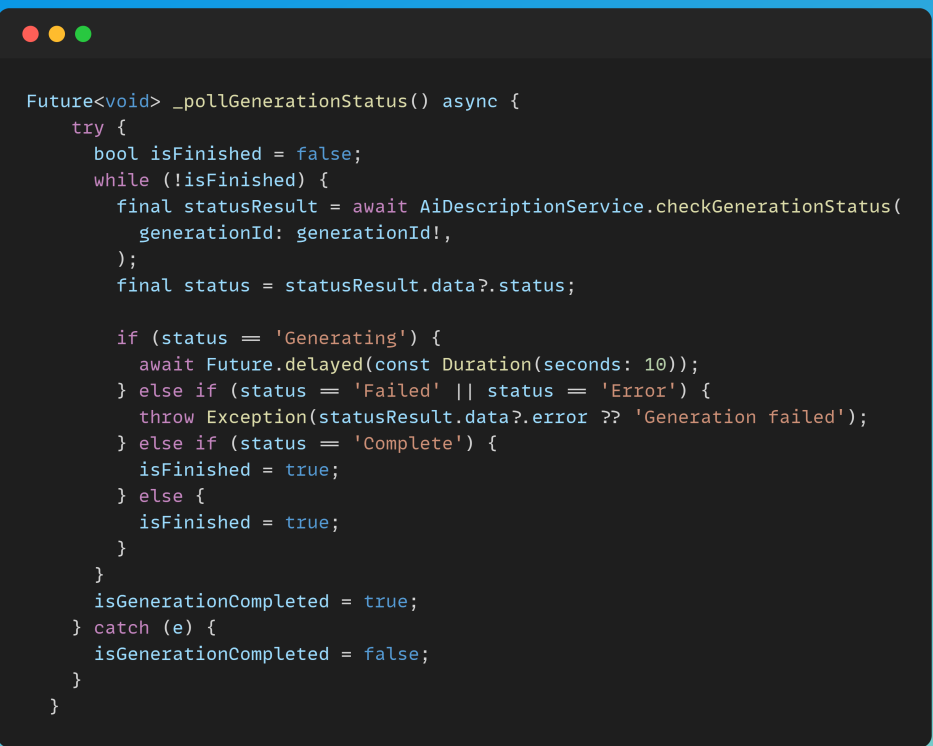 Future<void> _pollGenerationStatus() async {
    try {
      bool isFinished = false;
      while (!isFinished) {
        final statusResult = await AiDescriptionService.checkGenerationStatus(
          generationId: generationId!,
        );
        final status = statusResult.data?.status;

        if (status == 'Generating') {
          await Future.delayed(const Duration(seconds: 10));
        } else if (status == 'Failed' || status == 'Error') {
          throw Exception(statusResult.data?.error ?? 'Generation failed');
        } else if (status == 'Complete') {
          isFinished = true;
        } else {
          isFinished = true;
        }
      }
      isGenerationCompleted = true;
    } catch (e) {
      isGenerationCompleted = false;
    }
  }